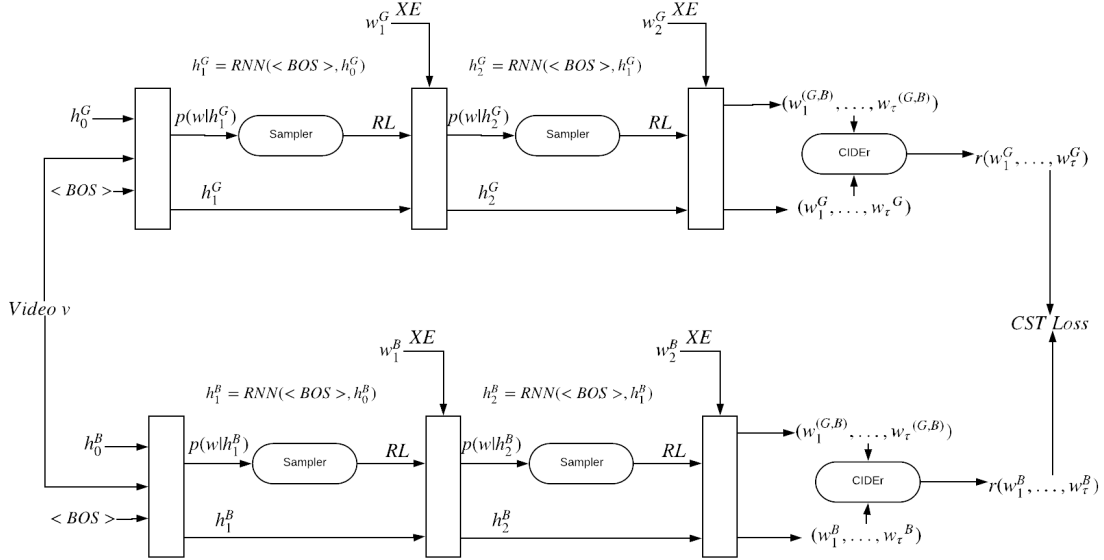 w_1^G XE
w_2^G XE
h_1^G = RNN(< BOS >, h_0^G)
h_2^G = RNN(< BOS >, h_1^G)
h_0^G
p(w|h_1^G)
Sampler
RL
p(w|h_2^G)
Sampler
RL
(w_1^{(G,B)}, . . . , w_τ^{(G,B)})
CIDEr
r(w_1^G, . . . , w_τ^G)
< BOS >
h_1^G
h_2^G
(w_1^G, . . . , w_τ^G)
Video v
CST Loss
w_1^B XE
w_2^B XE
h_1^B = RNN(< BOS >, h_0^B)
h_2^B = RNN(< BOS >, h_1^B)
h_0^B
p(w|h_1^B)
Sampler
RL
p(w|h_2^B)
Sampler
RL
(w_1^{(G,B)}, . . . , w_τ^{(G,B)})
CIDEr
r(w_1^B, . . . , w_τ^B)
< BOS >
h_1^B
h_2^B
(w_1^B, . . . , w_τ^B)